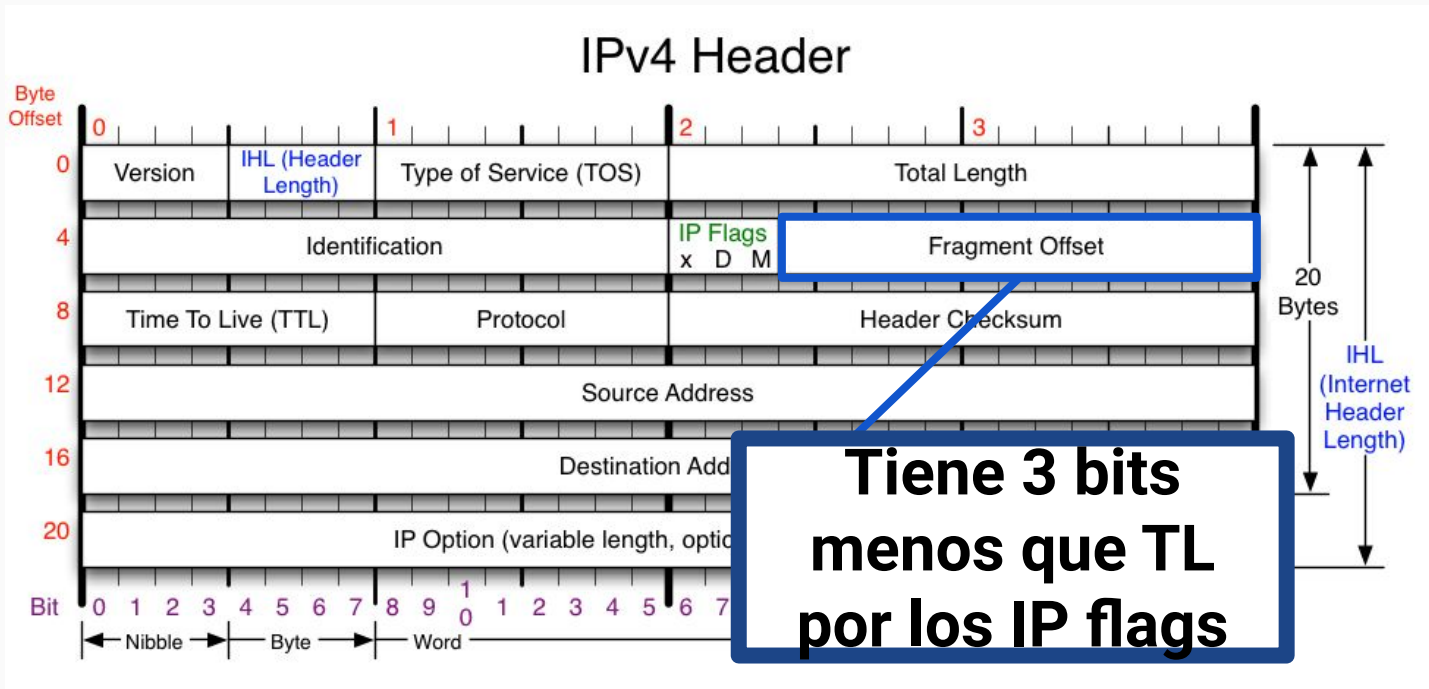 IPv4 Header
Byte
Offset
0 1 2 3
0 Version IHL (Header Length) Type of Service (TOS) Total Length
4 Identification IP Flags x D M Fragment Offset
8 Time To Live (TTL) Protocol Header Checksum
12 Source Address
16 Destination Add
20 IP Option (variable length, optio
20
Bytes
IHL
(Internet
Header
Length)
Tiene 3 bits
menos que TL
por los IP flags
Bit 0 1 2 3 4 5 6 7 8 9 10 1 2 3 4 5 6 7
Nibble Byte Word